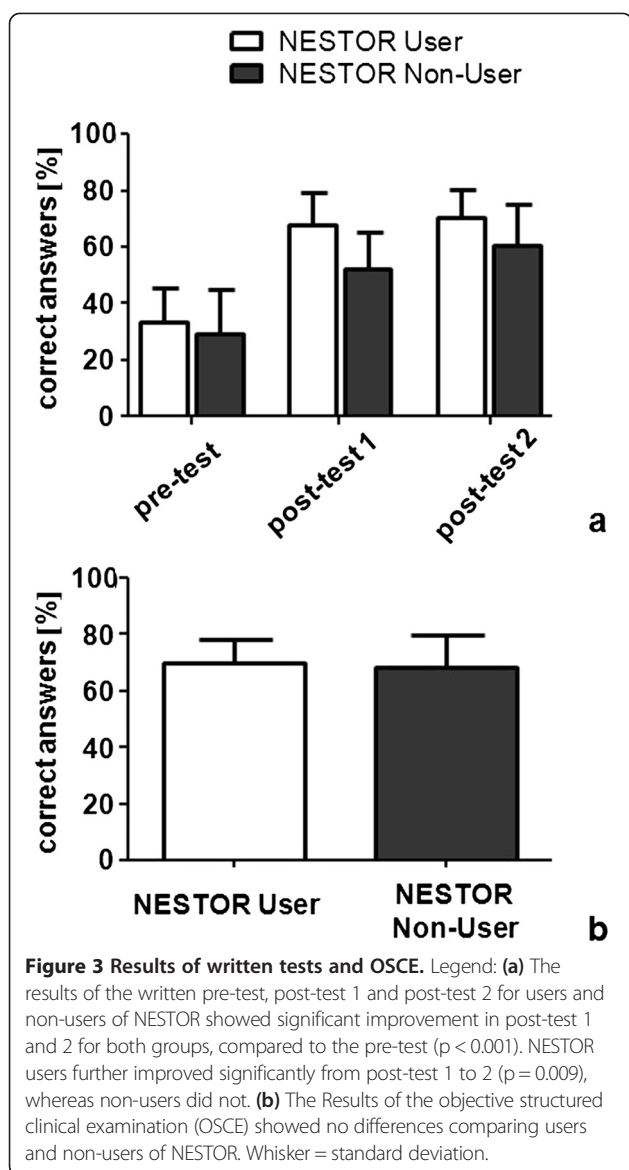 NESTOR User
NESTOR Non-User
correct answers [%]
100
80
60
40
20
0
pre-test
post-test 1
post-test 2
a
correct answers [%]
100
80
60
40
20
0
NESTOR User
NESTOR
Non-User
b
Figure 3 Results of written tests and OSCE. Legend: (a) The
results of the written pre-test, post-test 1 and post-test 2 for users and
non-users of NESTOR showed significant improvement in post-test 1
and 2 for both groups, compared to the pre-test (p < 0.001). NESTOR
users further improved significantly from post-test 1 to 2 (p = 0.009),
whereas non-users did not. (b) The Results of the objective structured
clinical examination (OSCE) showed no differences comparing users
and non-users of NESTOR. Whisker = standard deviation.